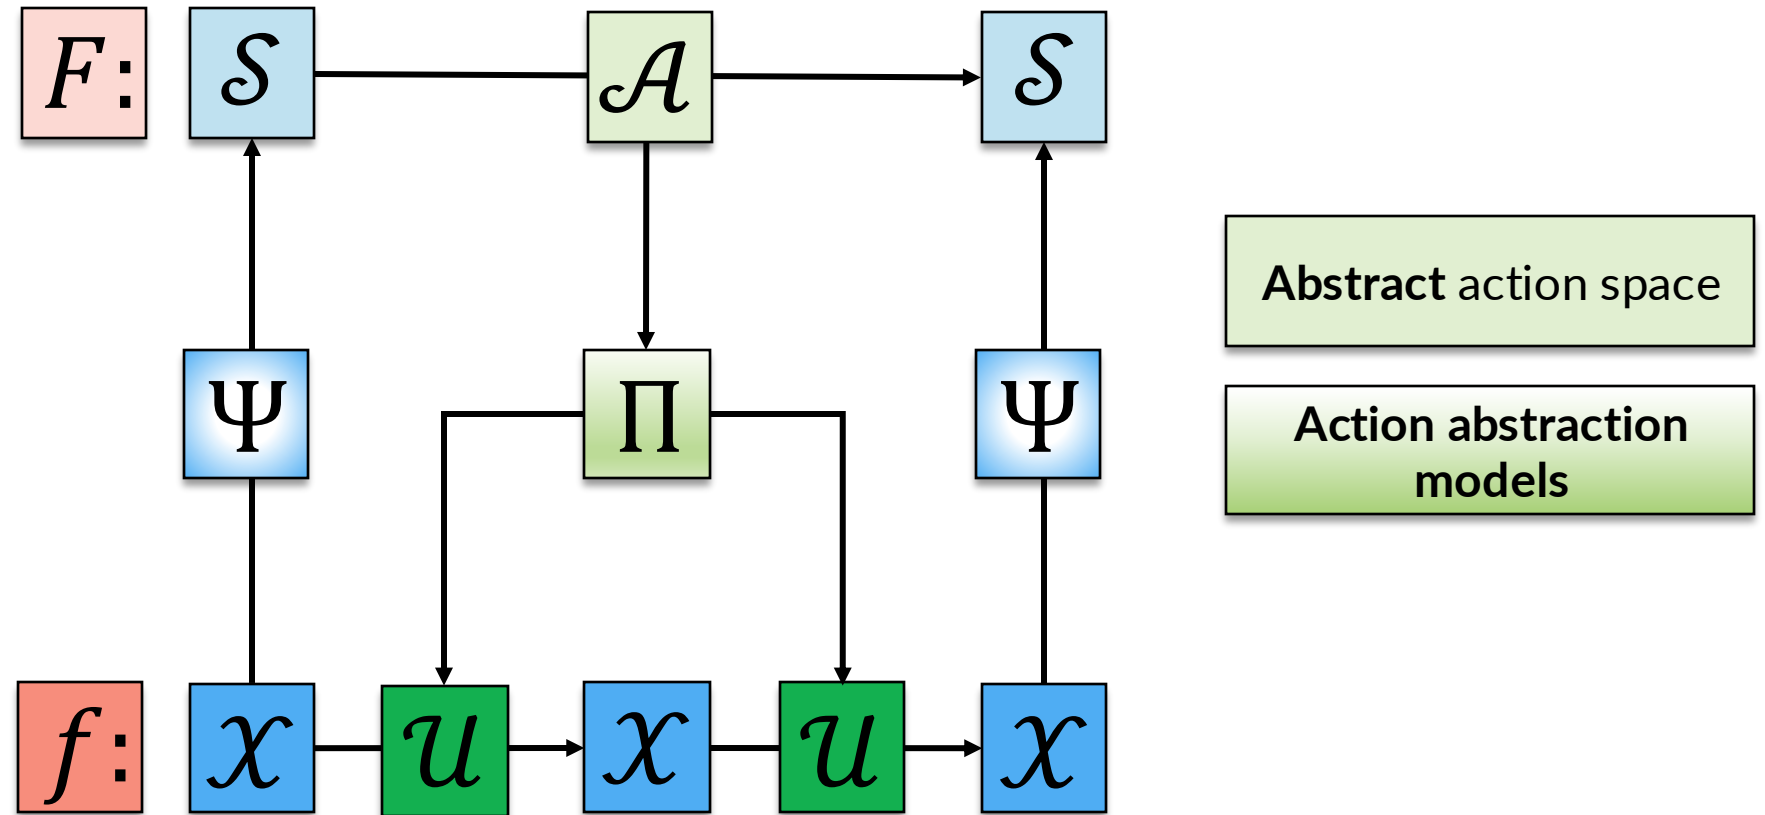 F: 𝒮 𝒜 𝒮
Abstract action space
Ψ Π Ψ
Action abstraction
models
f: 𝒳 𝒰 𝒳 𝒰 𝒳